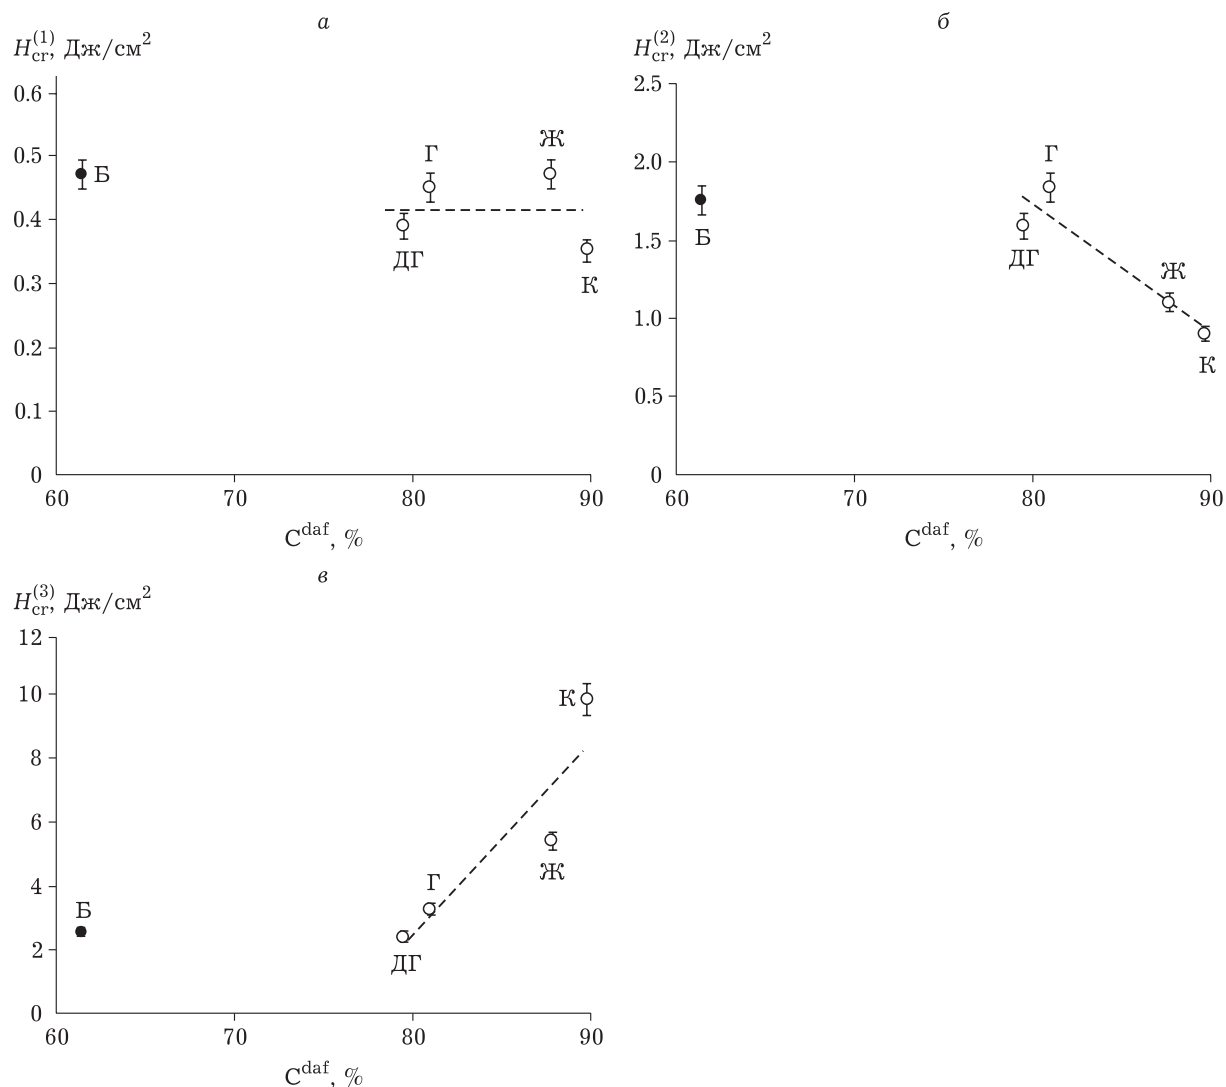 а
H_cr^(1), Дж/см²
0.6
0.5
0.4
0.3
0.2
0.1
0
Б
Г
Ж
ДГ
К
60 70 80 90
C^daf, %
б
H_cr^(2), Дж/см²
2.5
2.0
1.5
1.0
0.5
0
Г
Б
ДГ
Ж
К
60 70 80 90
C^daf, %
в
H_cr^(3), Дж/см²
12
10
8
6
4
2
0
К
Ж
Г
Б
ДГ
60 70 80 90
C^daf, %